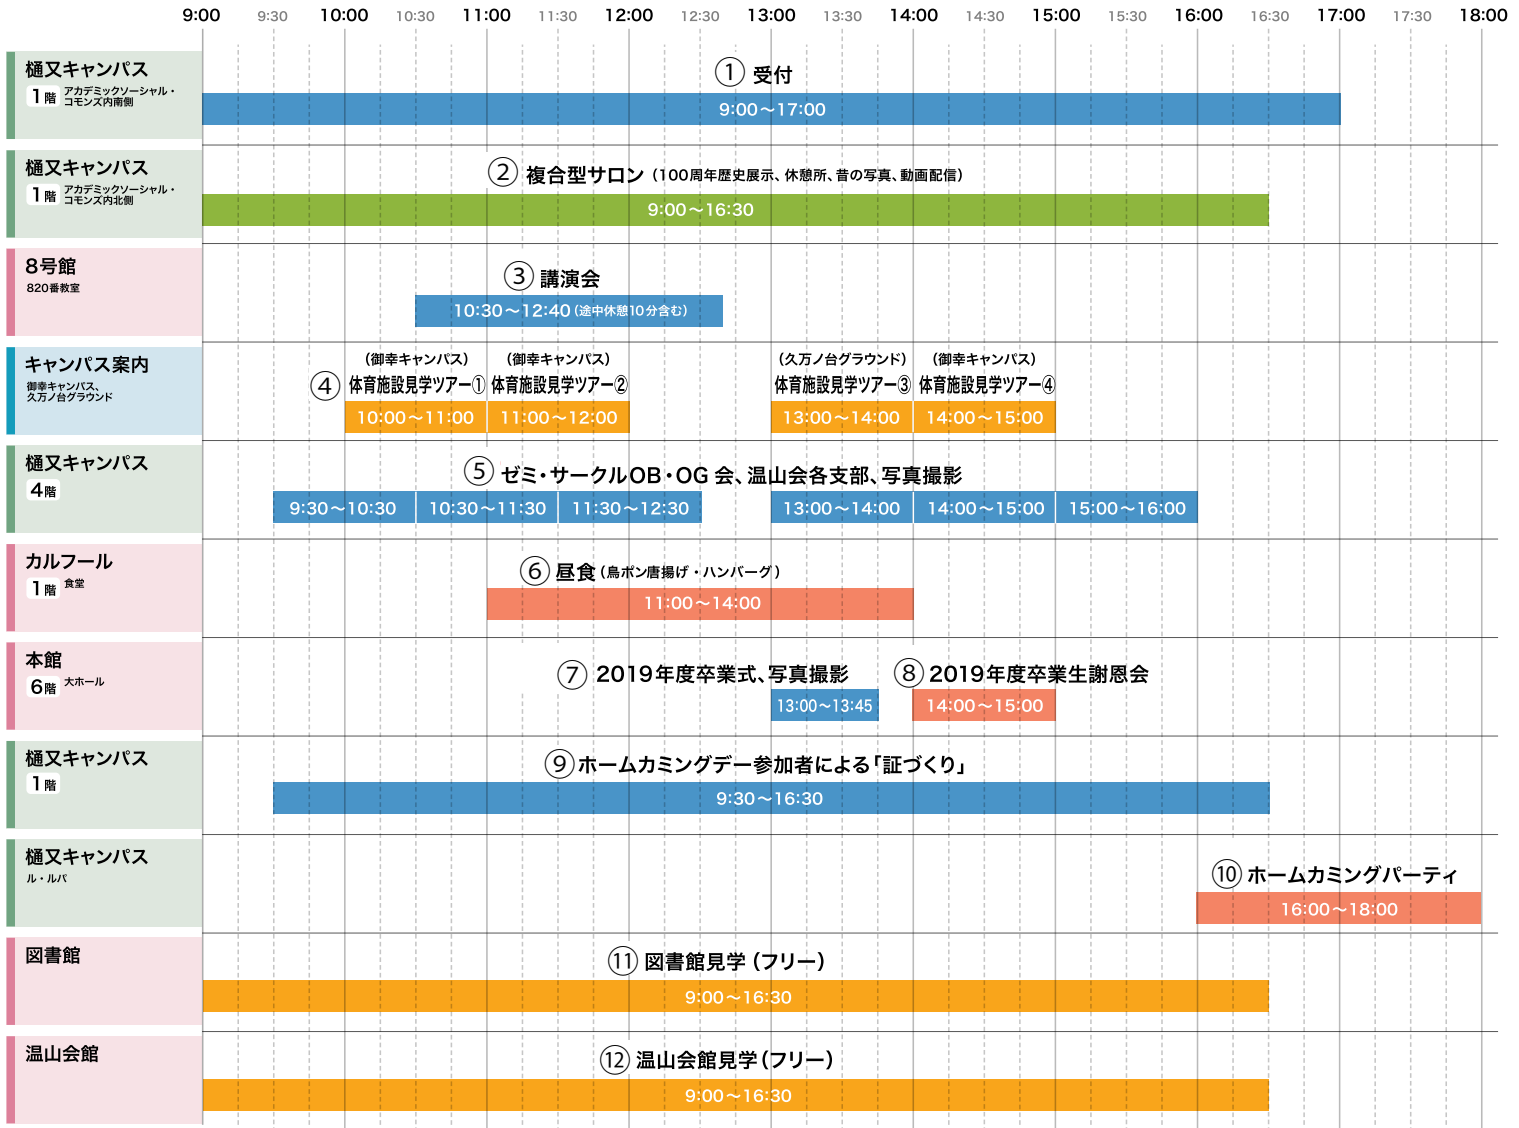 9:00 9:30 10:00 10:30 11:00 11:30 12:00 12:30 13:00 13:30 14:00 14:30 15:00 15:30 16:00 16:30 17:00 17:30 18:00
樋又キャンパス
1階 アカデミックソーシャル・
コモンズ内南側
① 受付
9:00～17:00
樋又キャンパス
1階 アカデミックソーシャル・
コモンズ内北側
② 複合型サロン（100周年歴史展示、休憩所、昔の写真、動画配信）
9:00～16:30
8号館
820番教室
③ 講演会
10:30～12:40（途中休憩10分含む）
キャンパス案内
御幸キャンパス、
久万ノ台グラウンド
（御幸キャンパス） （御幸キャンパス） （久万ノ台グラウンド） （御幸キャンパス）
④ 体育施設見学ツアー① 体育施設見学ツアー② 体育施設見学ツアー③ 体育施設見学ツアー④
10:00～11:00 11:00～12:00 13:00～14:00 14:00～15:00
樋又キャンパス
4階
⑤ ゼミ・サークルOB・OG会、温山会各支部、写真撮影
9:30～10:30 10:30～11:30 11:30～12:30 13:00～14:00 14:00～15:00 15:00～16:00
カルフール
1階 食堂
⑥ 昼食（鳥ポン唐揚げ・ハンバーグ）
11:00～14:00
本館
6階 大ホール
⑦ 2019年度卒業式、写真撮影 ⑧ 2019年度卒業生謝恩会
13:00～13:45 14:00～15:00
樋又キャンパス
1階
⑨ ホームカミングデー参加者による「証づくり」
9:30～16:30
樋又キャンパス
ル・ルパ
⑩ ホームカミングパーティ
16:00～18:00
図書館
⑪ 図書館見学（フリー）
9:00～16:30
温山会館
⑫ 温山会館見学（フリー）
9:00～16:30